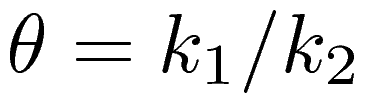 θ = k₁/k₂